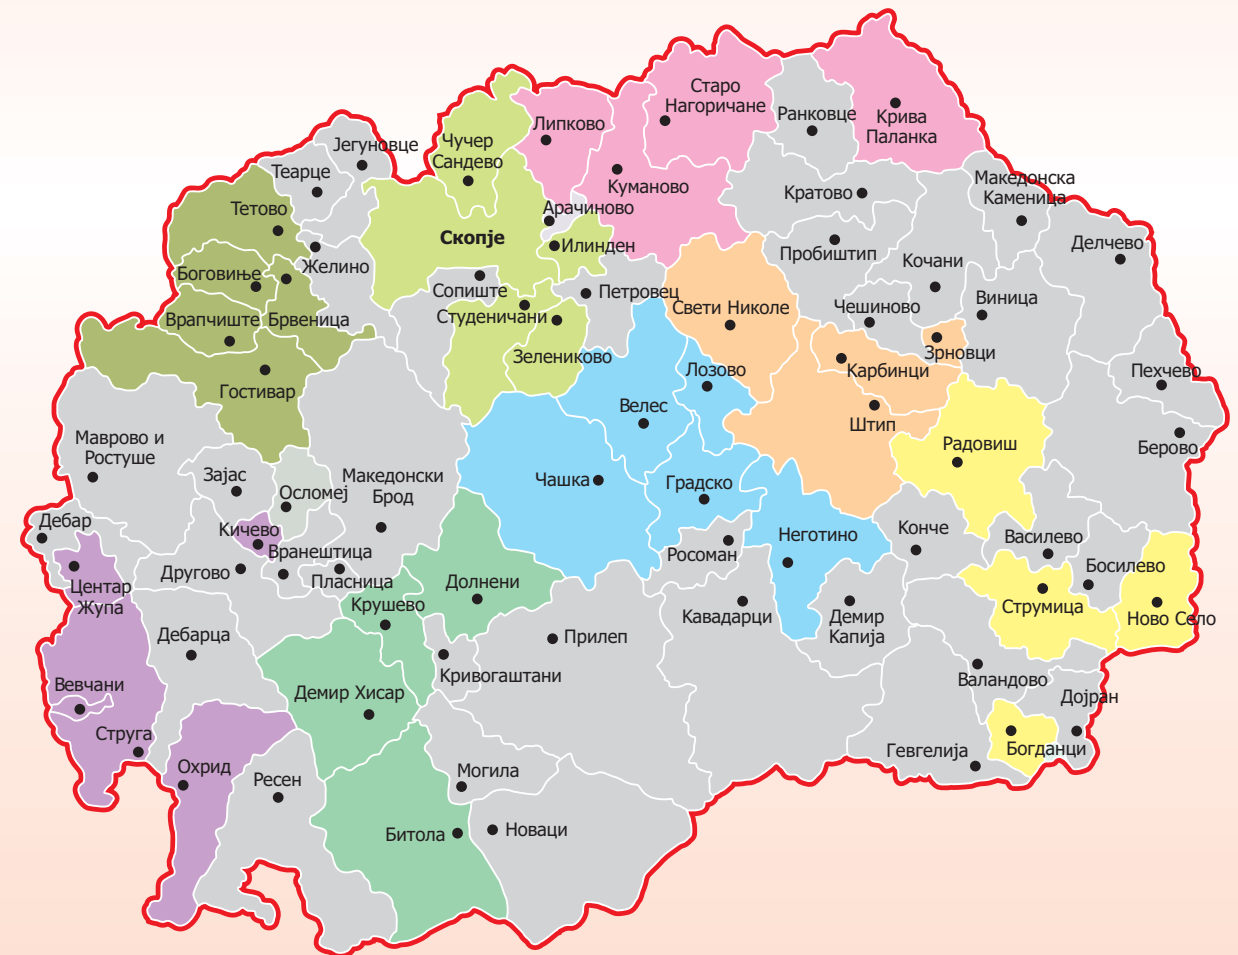 Старо
Нагоричане
Ранковце
Крива
Паланка
Липково
Чучер
Сандево
Јегуновце
Теарце
Куманово
Кратово
Македонска
Каменица
Тетово
Арачиново
Скопје
Илинден
Делчево
Пробиштип
Кочани
Желино
Боговиње
Сопиште
Петровец
Виница
Свети Николе
Чешиново
Врапчиште
Брвеница
Студеничани
Зрновци
Зелениково
Лозово
Карбинци
Пехчево
Гостивар
Велес
Штип
Маврово и
Ростуше
Радовиш
Берово
Зајас
Македонски
Брод
Чашка
Градско
Осломеј
Дебар
Кичево
Неготино
Конче
Василево
Вранештица
Росоман
Другово
Пласница
Долнени
Босилево
Центар
Жупа
Крушево
Струмица
Кавадарци
Демир
Капија
Ново Село
Дебарца
Прилеп
Кривогаштани
Валандово
Вевчани
Демир Хисар
Дојран
Струга
Гевгелија
Богданци
Охрид
Ресен
Могила
Битола
Новаци